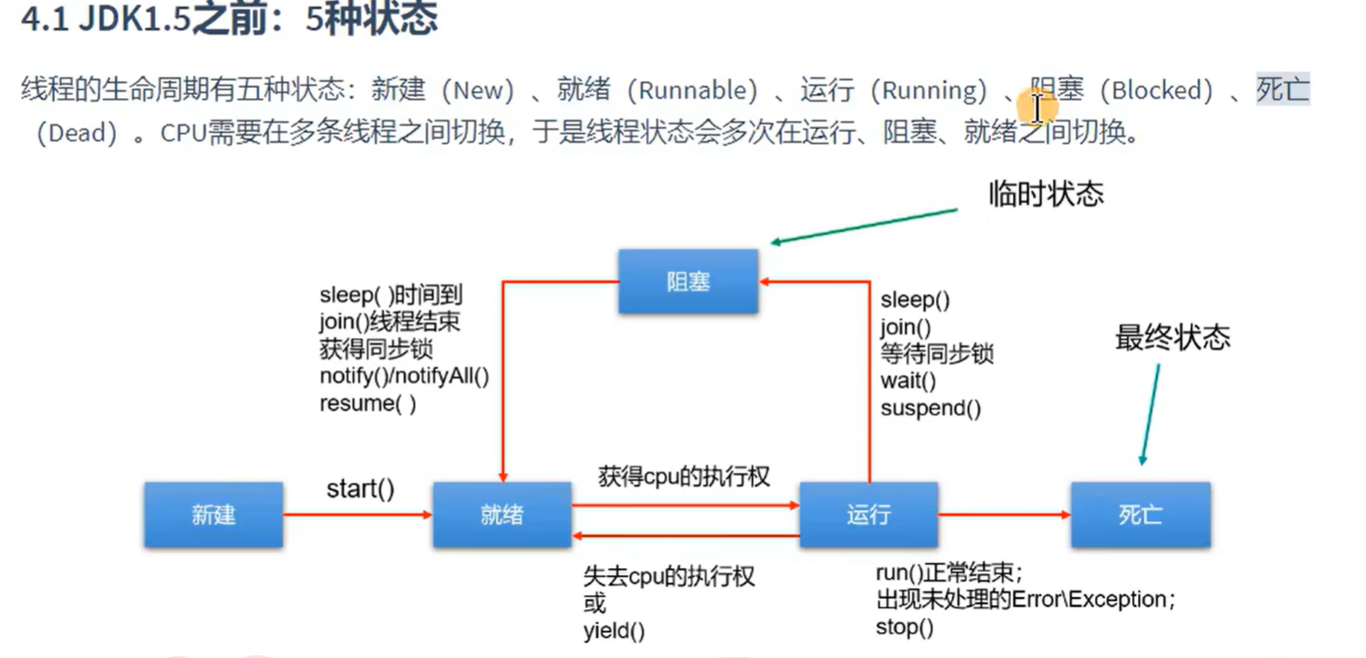 4.1 JDK1.5之前：5种状态
线程的生命周期有五种状态：新建（New）、就绪（Runnable）、运行（Running）、阻塞（Blocked）、死亡
（Dead）。CPU需要在多条线程之间切换，于是线程状态会多次在运行、阻塞、就绪之间切换。
临时状态
阻塞
sleep( )时间到
join()线程结束
获得同步锁
notify()/notifyAll()
resume( )
sleep()
join()
等待同步锁
wait()
suspend()
最终状态
新建
start()
就绪
获得cpu的执行权
失去cpu的执行权
或
yield()
运行
run()正常结束；
出现未处理的Error\Exception；
stop()
死亡